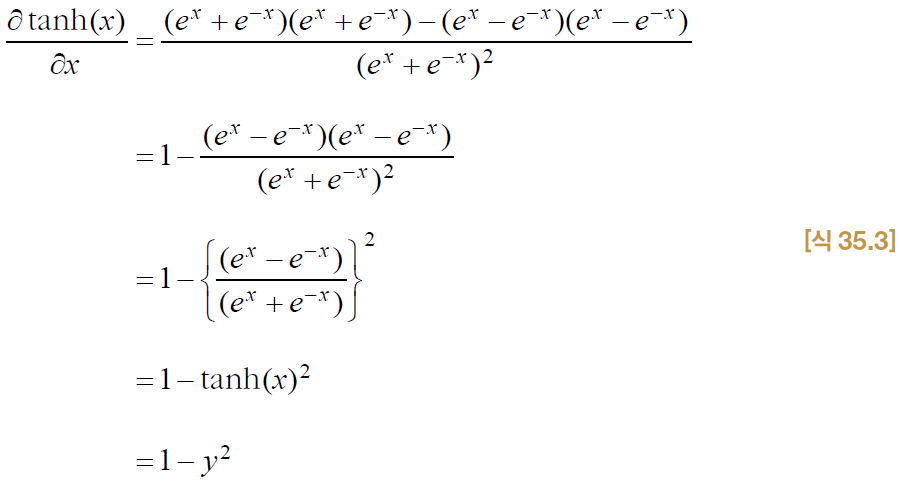 ∂ tanh(x)/∂x = ((e^x + e^{-x})(e^x + e^{-x}) − (e^x − e^{-x})(e^x − e^{-x}))/(e^x + e^{-x})^2
= 1 − ((e^x − e^{-x})(e^x − e^{-x}))/(e^x + e^{-x})^2
= 1 − {(e^x − e^{-x})/(e^x + e^{-x})}^2
[식 35.3]
= 1 − tanh(x)^2
= 1 − y^2